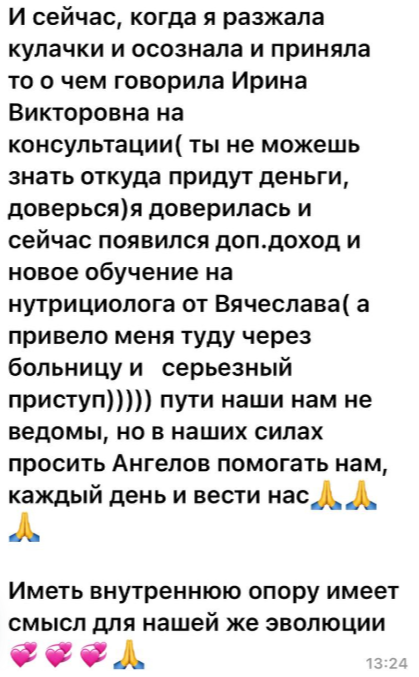 И сейчас, когда я разжала
кулачки и осознала и приняла
то о чем говорила Ирина
Викторовна на
консультации( ты не можешь
знать откуда придут деньги,
доверься)я доверилась и
сейчас появился доп.доход и
новое обучение на
нутрициолога от Вячеслава( а
привело меня туду через
больницу и   серьезный
приступ))))) пути наши нам не
ведомы, но в наших силах
просить Ангелов помогать нам,
каждый день и вести нас🙏🙏
🙏
Иметь внутреннюю опору имеет
смысл для нашей же эволюции
💞💞💞🙏
13:24